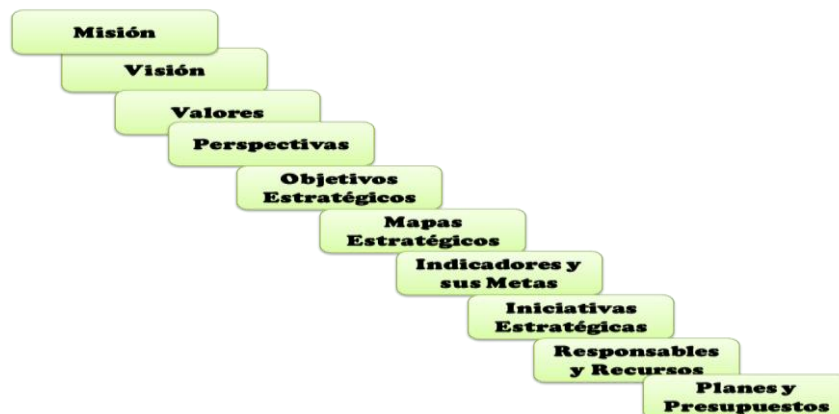 Misión
Visión
Valores
Perspectivas
Objetivos
Estratégicos
Mapas
Estratégicos
Indicadores y
sus Metas
Iniciativas
Estratégicas
Responsables
y Recursos
Planes y
Presupuestos